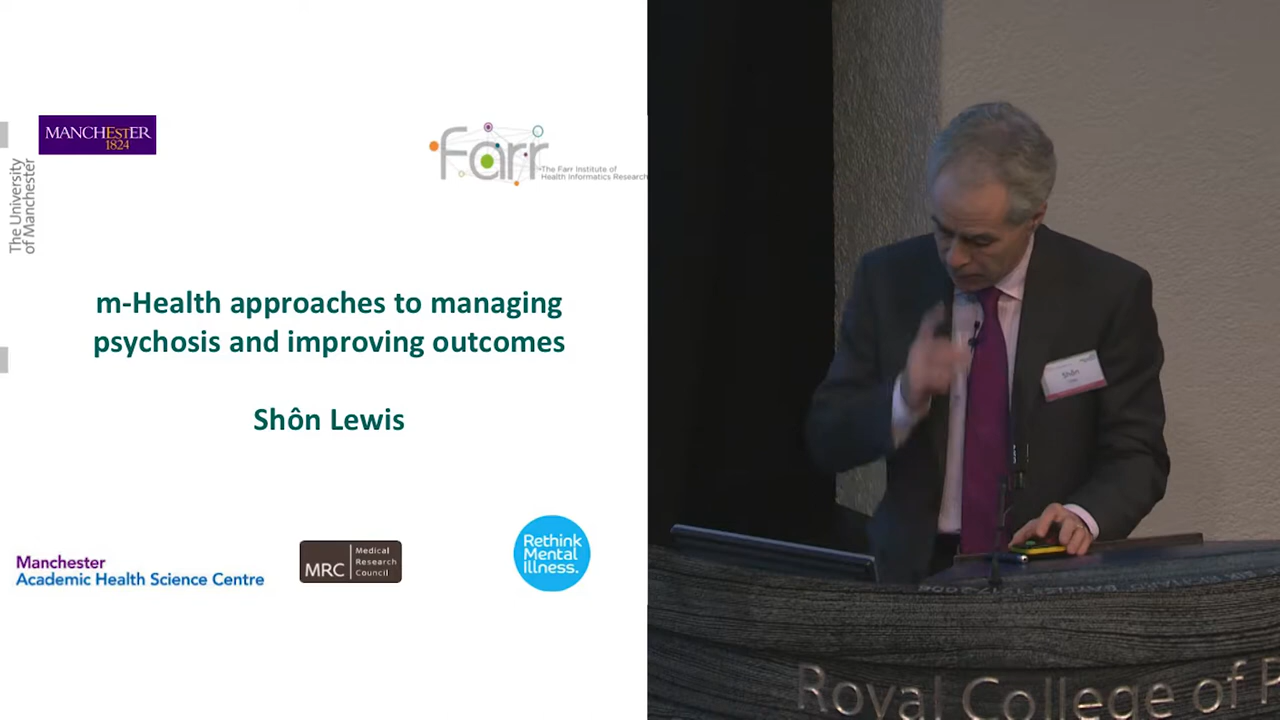 MANCHESTER
1824
The University
of Manchester
farr
The Farr Institute of
Health Informatics Research
m-Health approaches to managing
psychosis and improving outcomes
Shôn Lewis
Manchester
Academic Health Science Centre
MRC
Medical
Research
Council
Rethink
Mental
Illness.
Shôn
Royal College of P